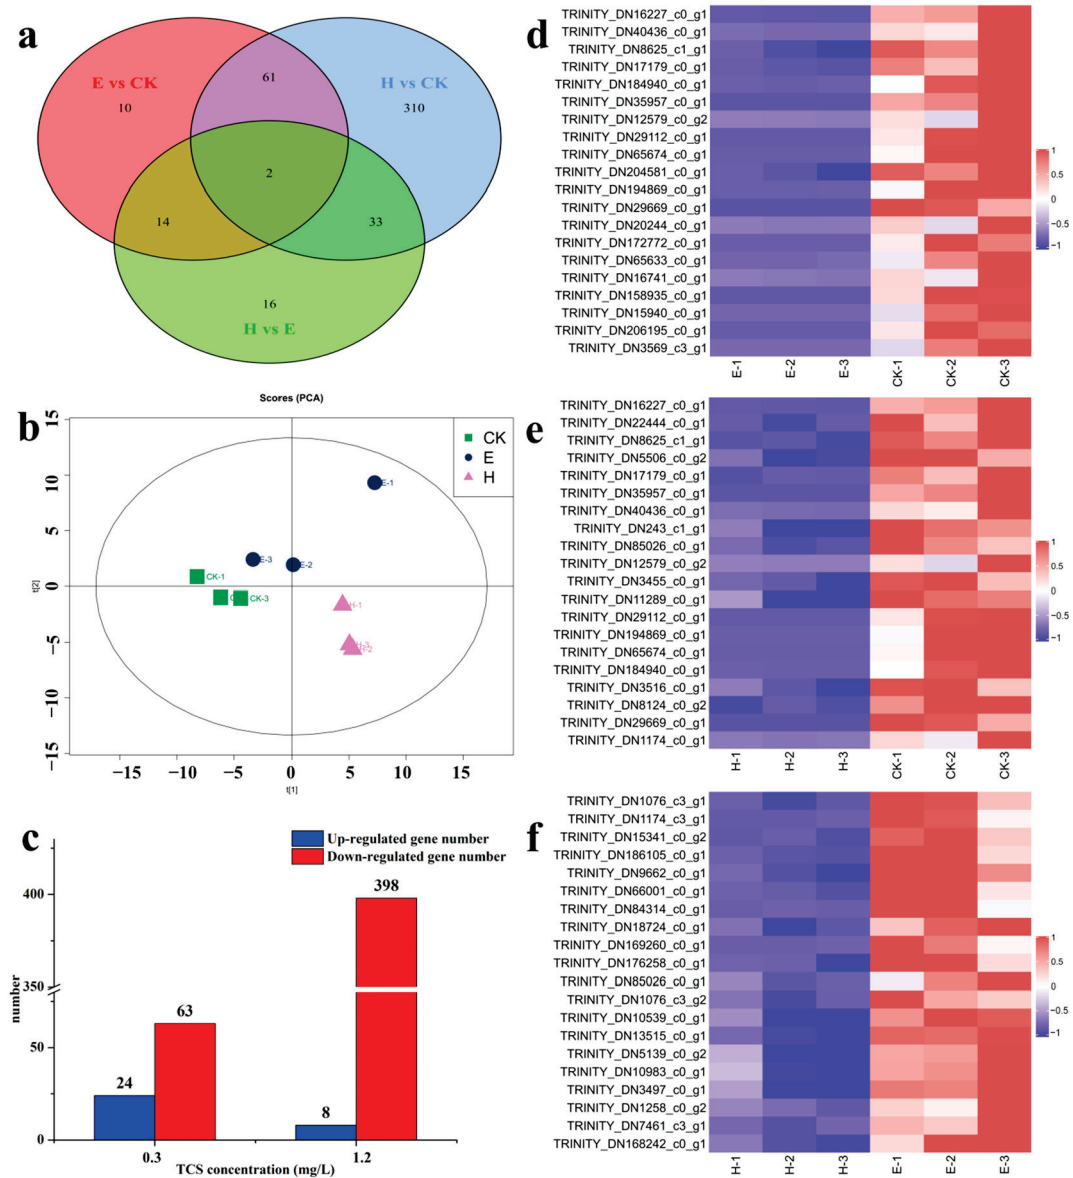 a
E vs CK
10
61
H vs CK
310
2
14
33
16
H vs E
b
Scores (PCA)
CK
E
H
15
10
5
0
−5
−10
−15
t[2]
E-1
E-3
E-2
CK-1
CK-3
H-1
H-3
H-2
−15
−10
−5
0
5
10
15
t[1]
c
Up-regulated gene number
Down-regulated gene number
number
400
350
50
0
24
63
8
398
0.3
1.2
TCS concentration (mg/L)
d
TRINITY_DN16227_c0_g1
TRINITY_DN40436_c0_g1
TRINITY_DN8625_c1_g1
TRINITY_DN17179_c0_g1
TRINITY_DN184940_c0_g1
TRINITY_DN35957_c0_g1
TRINITY_DN12579_c0_g2
TRINITY_DN29112_c0_g1
TRINITY_DN65674_c0_g1
TRINITY_DN204581_c0_g1
TRINITY_DN194869_c0_g1
TRINITY_DN29669_c0_g1
TRINITY_DN20244_c0_g1
TRINITY_DN172772_c0_g1
TRINITY_DN65633_c0_g1
TRINITY_DN16741_c0_g1
TRINITY_DN158935_c0_g1
TRINITY_DN15940_c0_g1
TRINITY_DN206195_c0_g1
TRINITY_DN3569_c3_g1
E-1
E-2
E-3
CK-1
CK-2
CK-3
1
0.5
0
−0.5
−1
e
TRINITY_DN16227_c0_g1
TRINITY_DN22444_c0_g1
TRINITY_DN8625_c1_g1
TRINITY_DN5506_c0_g2
TRINITY_DN17179_c0_g1
TRINITY_DN35957_c0_g1
TRINITY_DN40436_c0_g1
TRINITY_DN243_c1_g1
TRINITY_DN85026_c0_g1
TRINITY_DN12579_c0_g2
TRINITY_DN3455_c0_g1
TRINITY_DN11289_c0_g1
TRINITY_DN29112_c0_g1
TRINITY_DN194869_c0_g1
TRINITY_DN65674_c0_g1
TRINITY_DN184940_c0_g1
TRINITY_DN3516_c0_g1
TRINITY_DN8124_c0_g2
TRINITY_DN29669_c0_g1
TRINITY_DN1174_c0_g1
H-1
H-2
H-3
CK-1
CK-2
CK-3
1
0.5
0
−0.5
−1
f
TRINITY_DN1076_c3_g1
TRINITY_DN1174_c3_g1
TRINITY_DN15341_c0_g2
TRINITY_DN186105_c0_g1
TRINITY_DN9662_c0_g1
TRINITY_DN66001_c0_g1
TRINITY_DN84314_c0_g1
TRINITY_DN18724_c0_g1
TRINITY_DN169260_c0_g1
TRINITY_DN176258_c0_g1
TRINITY_DN85026_c0_g1
TRINITY_DN1076_c3_g2
TRINITY_DN10539_c0_g1
TRINITY_DN13515_c0_g1
TRINITY_DN5139_c0_g2
TRINITY_DN10983_c0_g1
TRINITY_DN3497_c0_g1
TRINITY_DN1258_c0_g2
TRINITY_DN7461_c3_g1
TRINITY_DN168242_c0_g1
H-1
H-2
H-3
E-1
E-2
E-3
1
0.5
0
−0.5
−1